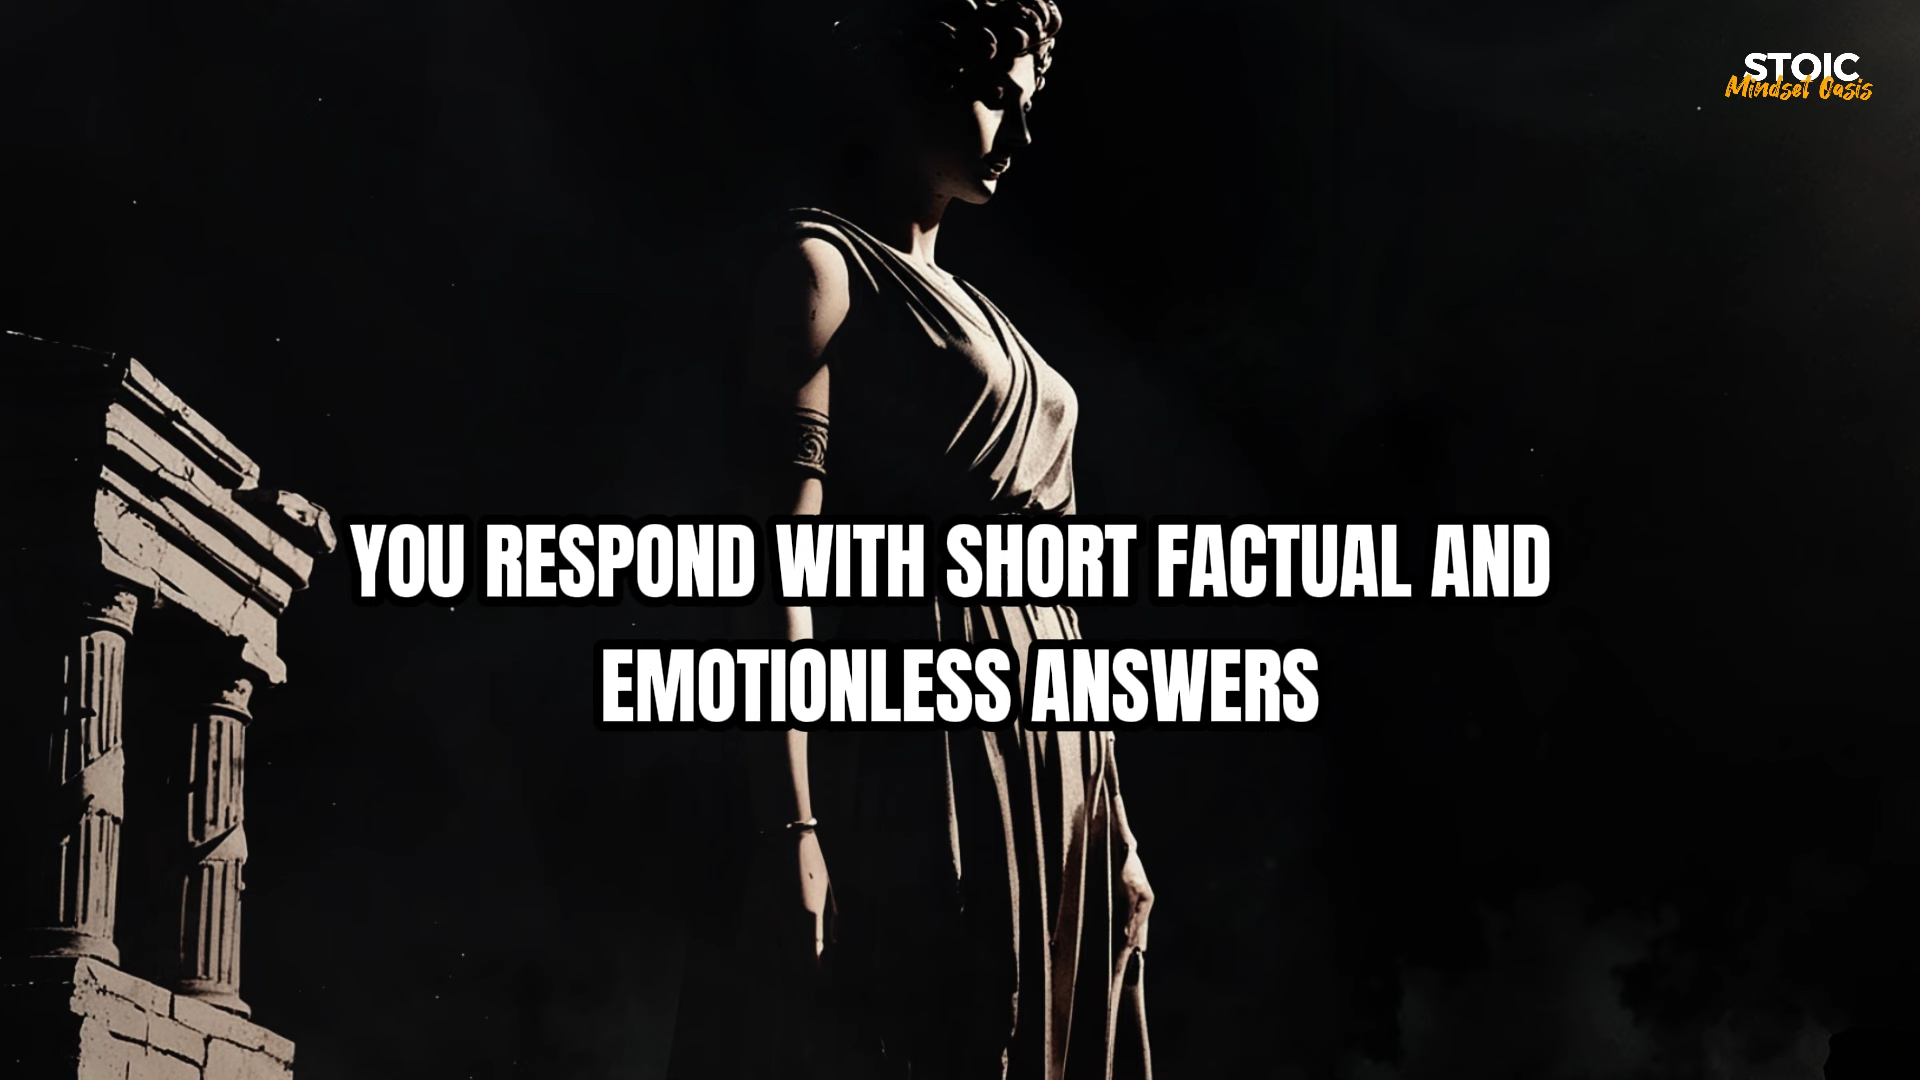 STOIC
Mindset Oasis
YOU RESPOND WITH SHORT FACTUAL AND
EMOTIONLESS ANSWERS